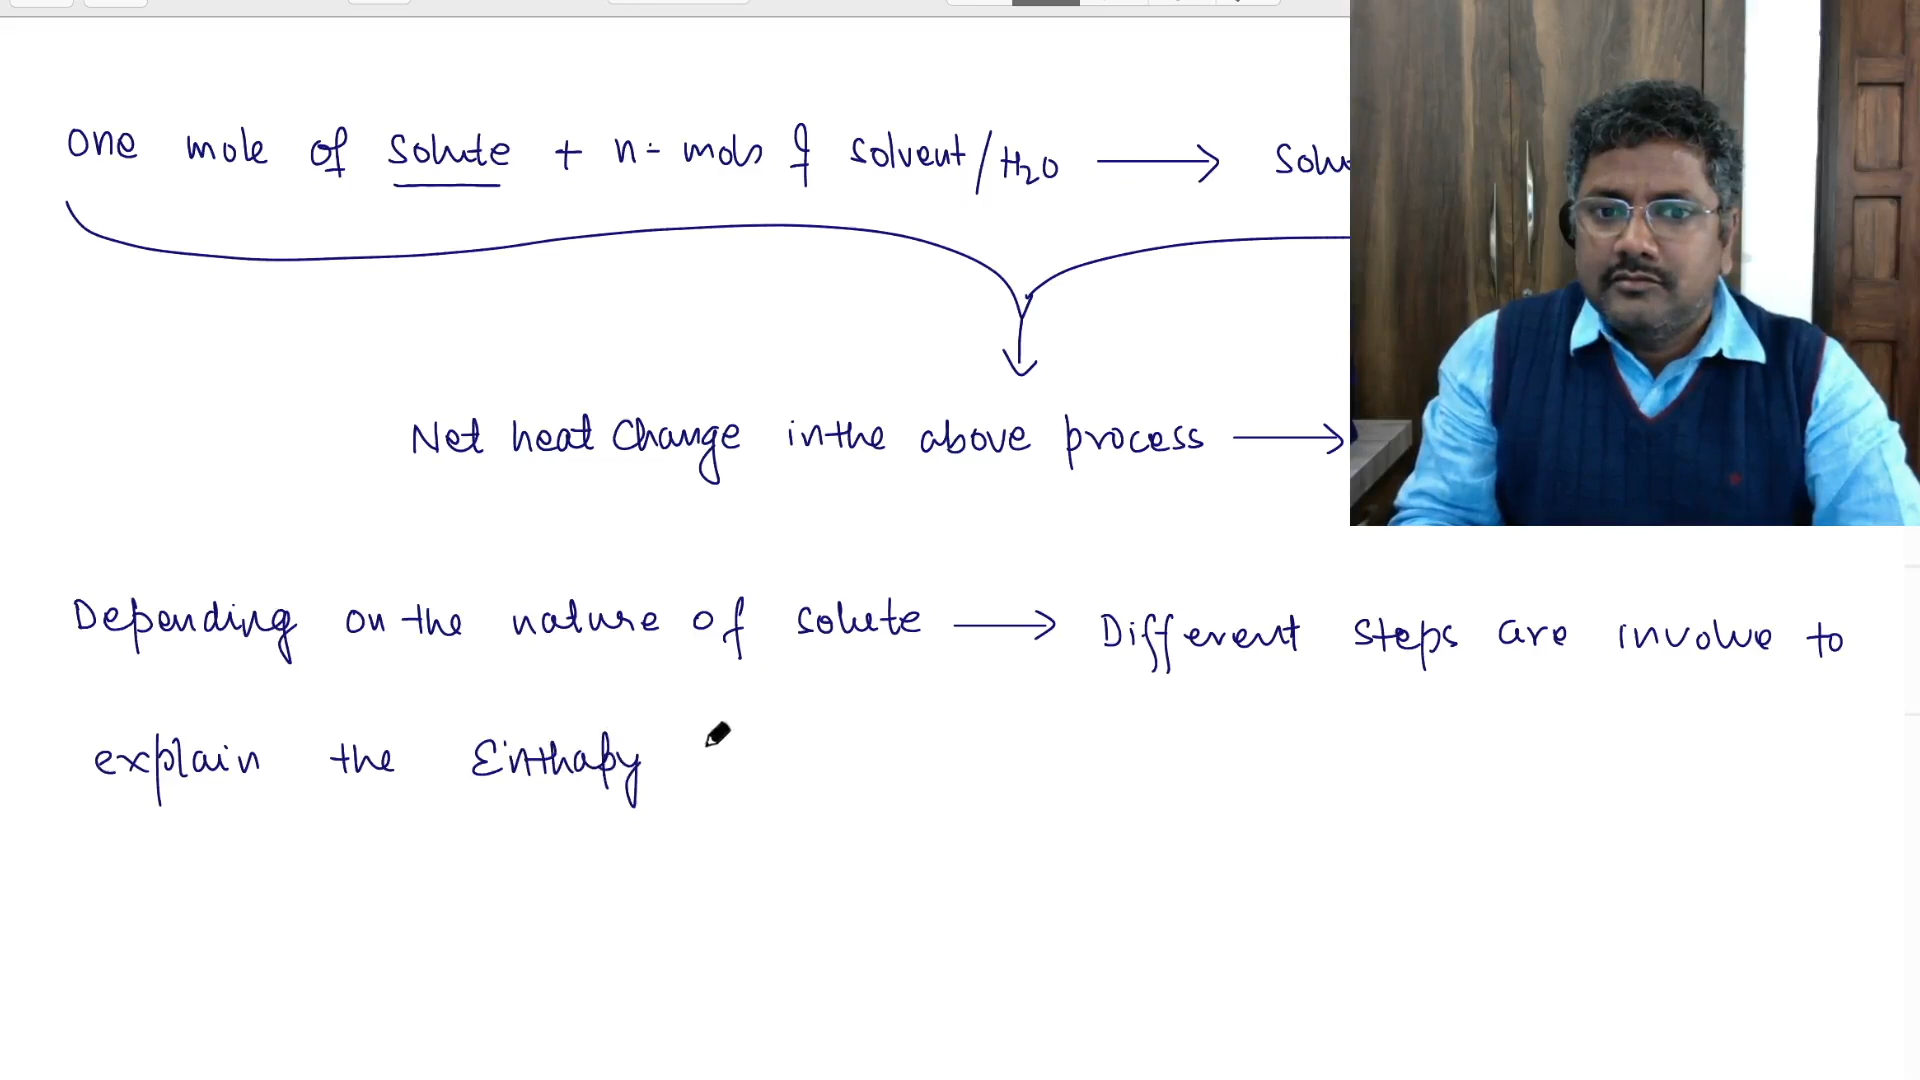 one mole of solute + n- mols of solvent/H2O ⟶ Solu
Net heat change in the above process ⟶
Depending on the nature of solute ⟶ Different steps are involve to
explain the Enthapy